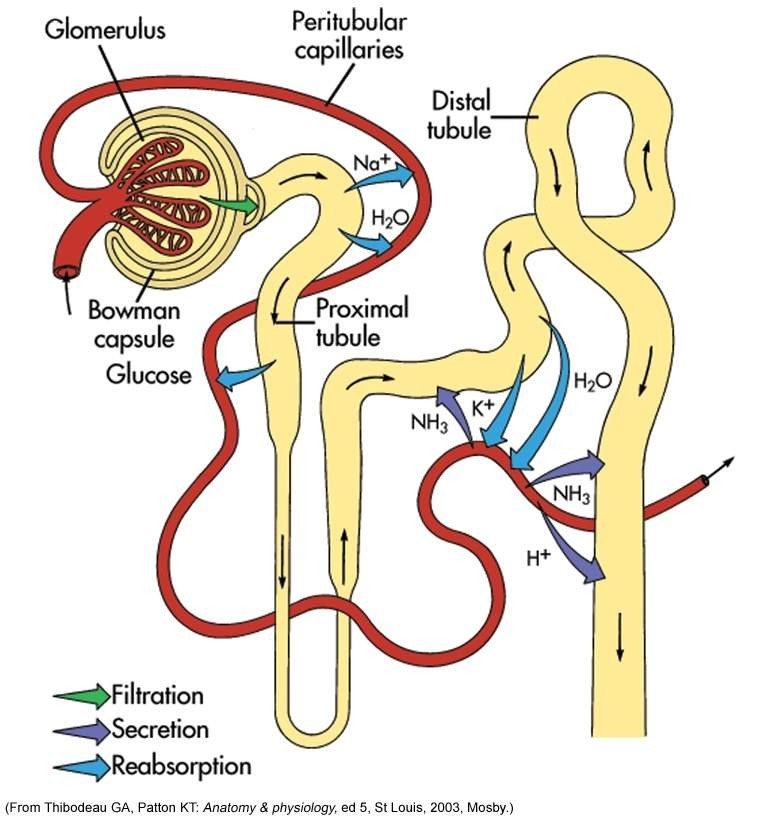 Glomerulus
Peritubular
capillaries
Distal
tubule
Na+
H₂O
Bowman
capsule
Proximal
tubule
Glucose
H₂O
K+
NH₃
NH₃
H+
Filtration
Secretion
Reabsorption
(From Thibodeau GA, Patton KT: Anatomy & physiology, ed 5, St Louis, 2003, Mosby.)